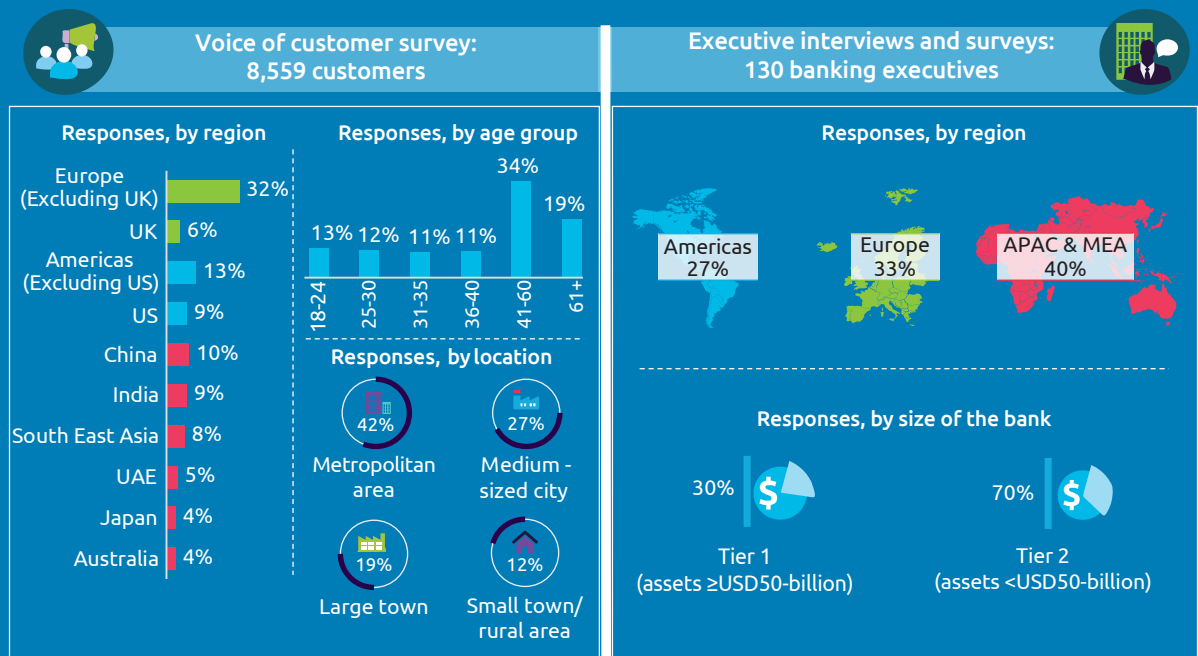 Voice of customer survey:
8,559 customers
Responses, by region
Europe
(Excluding UK)
32%
UK
6%
Americas
(Excluding US)
13%
US
9%
China
10%
India
9%
South East Asia
8%
UAE
5%
Japan
4%
Australia
4%
Responses, by age group
13%
12%
11%
11%
34%
19%
18-24
25-30
31-35
36-40
41-60
61+
Responses, by location
42%
Metropolitan
area
27%
Medium -
sized city
19%
Large town
12%
Small town/
rural area
Executive interviews and surveys:
130 banking executives
Responses, by region
Americas
27%
Europe
33%
APAC & MEA
40%
Responses, by size of the bank
30%
$
Tier 1
(assets ≥USD50-billion)
70%
$
Tier 2
(assets <USD50-billion)